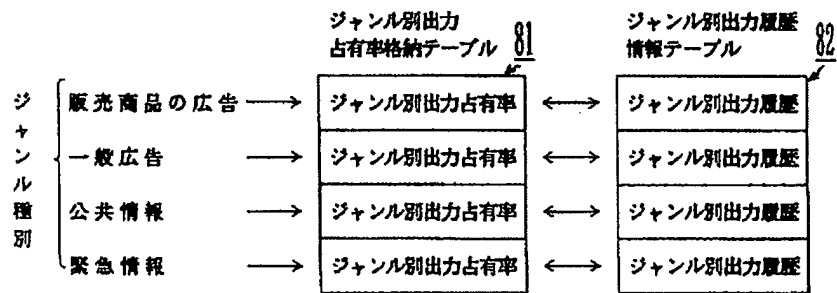 ジャンル別出力
占有率格納テーブル 81
ジャンル別出力履歴
情報テーブル 82
ジャンル種別
販売商品の広告 → ジャンル別出力占有率 ↔ ジャンル別出力履歴
一般広告 → ジャンル別出力占有率 ↔ ジャンル別出力履歴
公共情報 → ジャンル別出力占有率 ↔ ジャンル別出力履歴
緊急情報 → ジャンル別出力占有率 ↔ ジャンル別出力履歴